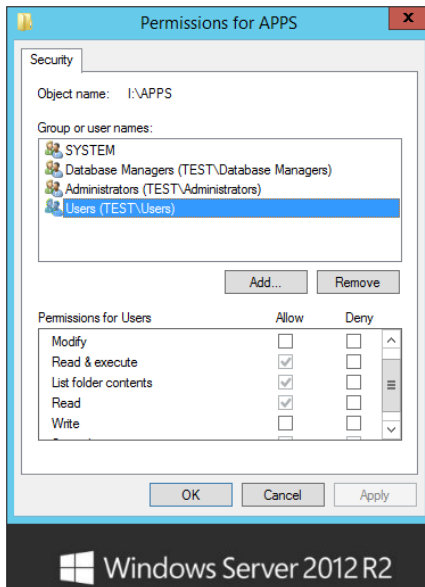 Permissions for APPS
x
Security
Object name: I:\APPS
Group or user names:
SYSTEM
Database Managers (TEST\Database Managers)
Administrators (TEST\Administrators)
Users (TEST\Users)
Add... Remove
Permissions for Users Allow Deny
Modify
Read & execute
List folder contents
Read
Write
OK Cancel Apply
Windows Server 2012 R2